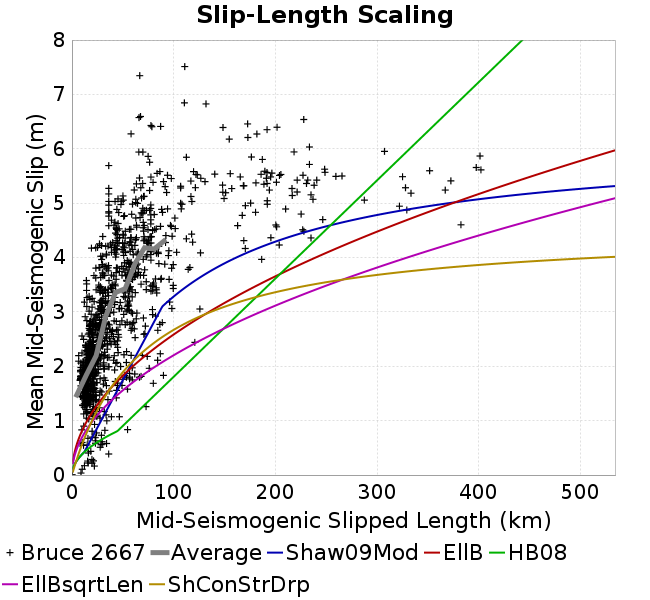 Slip-Length Scaling
8
7
6
5
4
3
2
1
0
Mean Mid-Seismogenic Slip (m)
0 100 200 300 400 500
Mid-Seismogenic Slipped Length (km)
Bruce 2667 Average Shaw09Mod EllB HB08
EllBsqrtLen ShConStrDrp